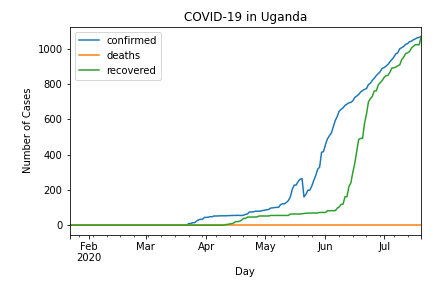 COVID-19 in Uganda
confirmed
deaths
recovered
Number of Cases
1000
800
600
400
200
0
Feb Mar Apr May Jun Jul
2020
Day